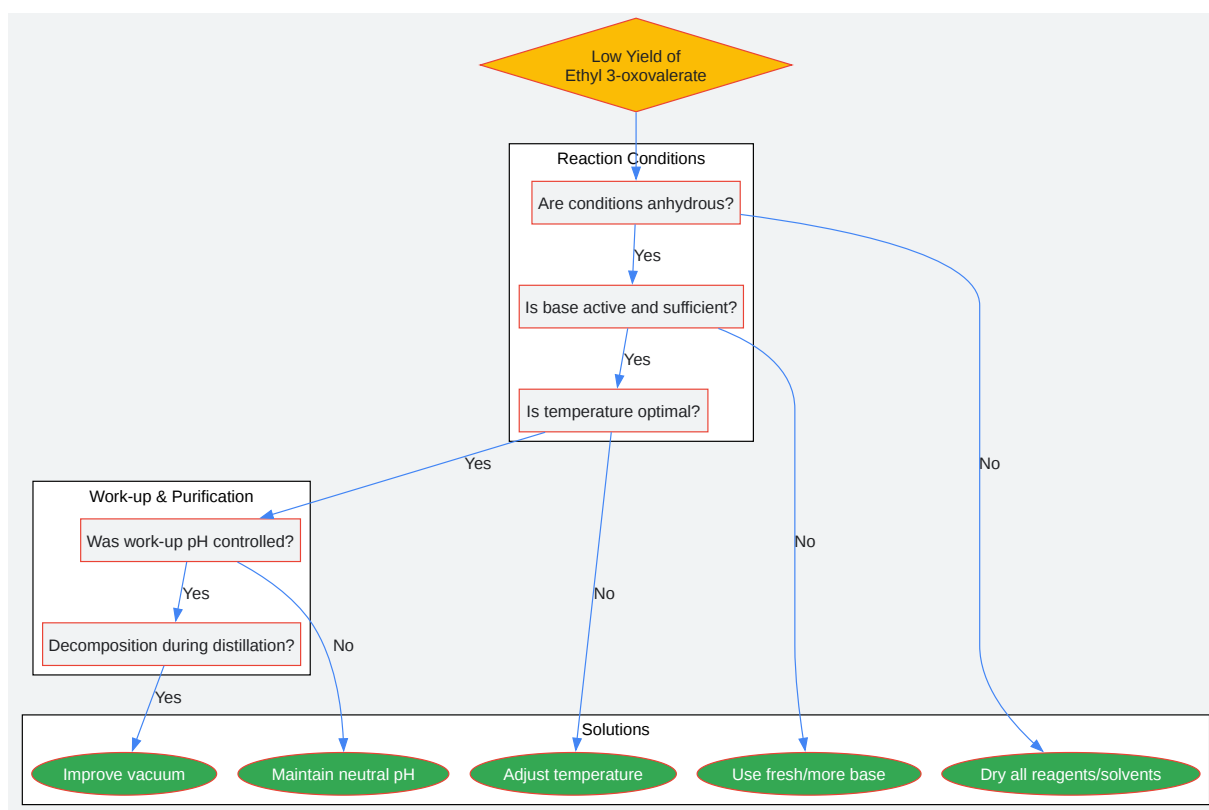 Low Yield of
Ethyl 3-oxovalerate
Reaction Conditions
Are conditions anhydrous?
Yes
Is base active and sufficient?
Yes
Is temperature optimal?
Yes
No
Work-up & Purification
Was work-up pH controlled?
No
Yes
No
Decomposition during distillation?
No
Yes
Solutions
Improve vacuum
Maintain neutral pH
Adjust temperature
Use fresh/more base
Dry all reagents/solvents